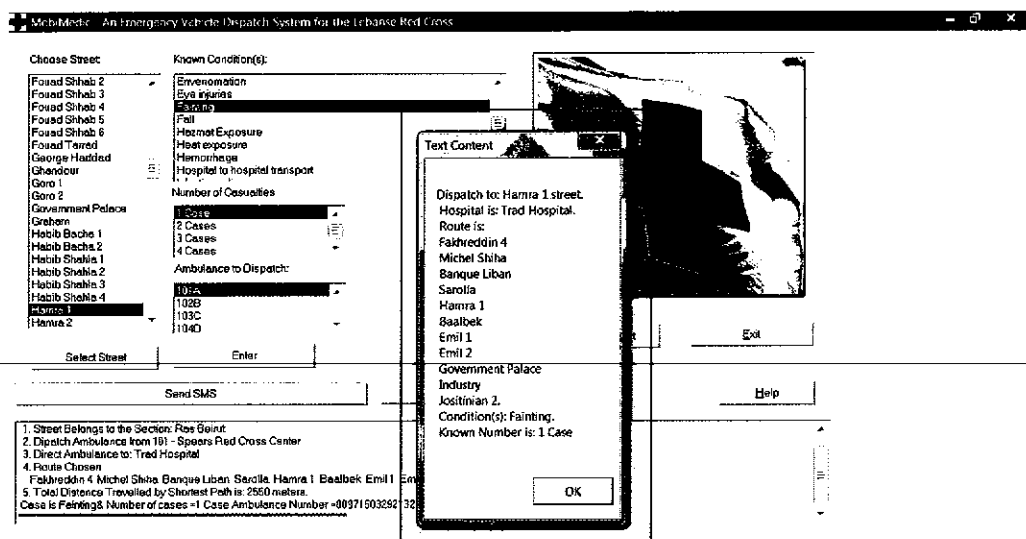 MobiMedic - An Emergency Vehicle Dispatch System for the Lebanse Red Cross
Choose Street:
Fouad Shhab 2
Fouad Shhab 3
Fouad Shhab 4
Fouad Shhab 5
Fouad Shhab 6
Fouad Tarrad
George Haddad
Ghandour
Goro 1
Goro 2
Government Palace
Graham
Habib Bacha 1
Habib Bacha 2
Habib Shahla 1
Habib Shahla 2
Habib Shahla 3
Habib Shahla 4
Hamra 1
Hamra 2
Select Street
Known Condition(s):
Envenomation
Eye injuries
Fainting
Fall
Hazmat Exposure
Heat exposure
Hemorrhage
Hospital to hospital transport
Number of Casualties
1 Case
2 Cases
3 Cases
4 Cases
Ambulance to Dispatch:
101A
102B
103C
104D
Enter
Text Content
Dispatch to: Hamra 1 street.
Hospital is: Trad Hospital.
Route is:
Fakhreddin 4
Michel Shiha
Banque Liban
Sarolla
Hamra 1
Baalbek
Emil 1
Emil 2
Government Palace
Industry
Jositinian 2.
Condition(s): Fainting.
Known Number is: 1 Case
OK
Exit
Send SMS
Help
1. Street Belongs to the Section: Ras Beirut
2. Dipatch Ambulance from 101 - Spears Red Cross Center
3. Direct Ambulance to: Trad Hospital
4. Route Chosen
Fakhreddin 4 Michel Shiha Banque Liban Sarolla Hamra 1 Baalbek Emil 1 Em
5. Total Distance Travelled by Shortest Path is: 2550 meters.
Case is Fainting& Number of cases =1 Case Ambulance Number